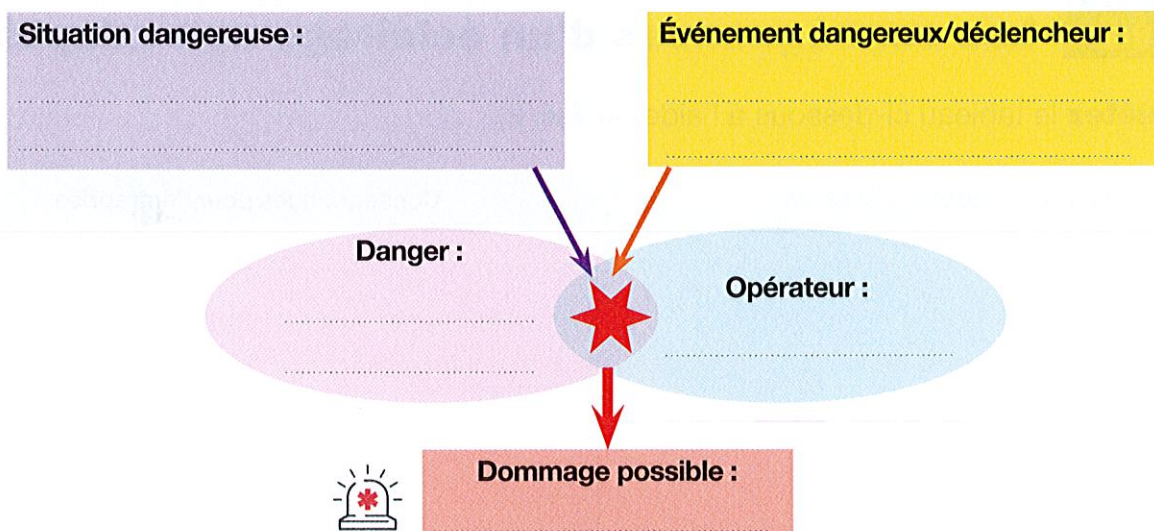 Situation dangereuse :
Événement dangereux/déclencheur :
Danger :
Opérateur :
Dommage possible :